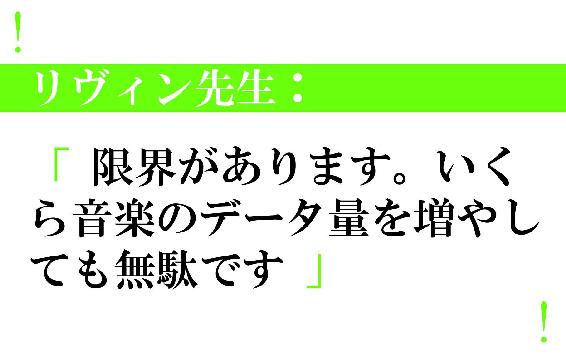 !
リヴィン先生：
「 限界があります。いく
ら音楽のデータ量を増やし
ても無駄です 」
!